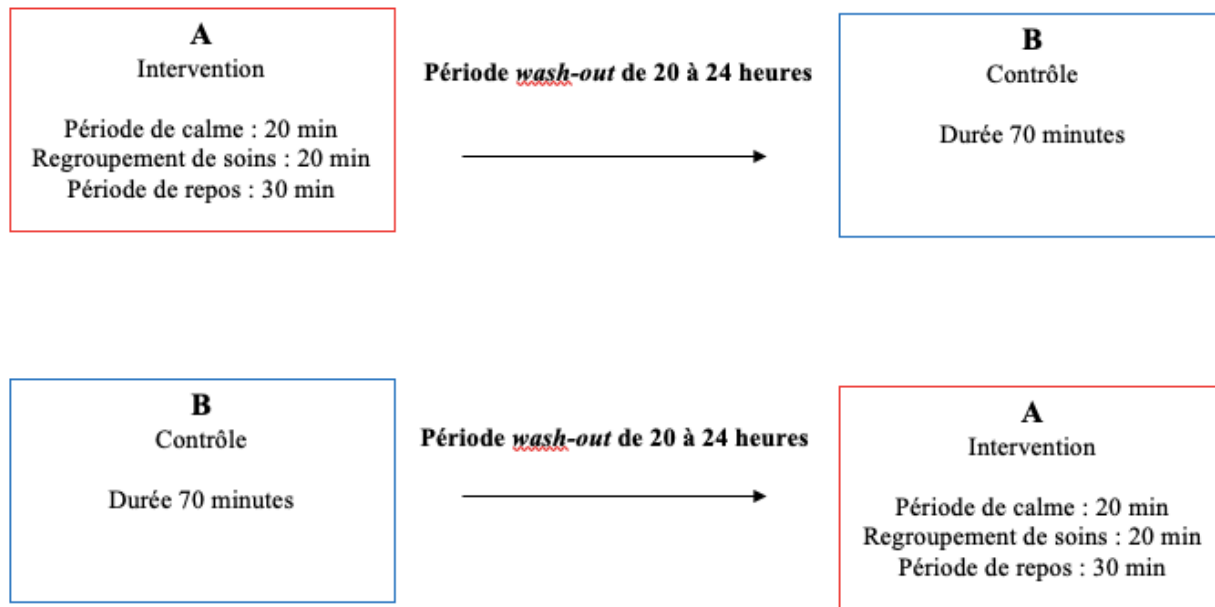 A
Intervention
Période de calme : 20 min
Regroupement de soins : 20 min
Période de repos : 30 min
Période wash-out de 20 à 24 heures
B
Contrôle
Durée 70 minutes
B
Contrôle
Durée 70 minutes
Période wash-out de 20 à 24 heures
A
Intervention
Période de calme : 20 min
Regroupement de soins : 20 min
Période de repos : 30 min